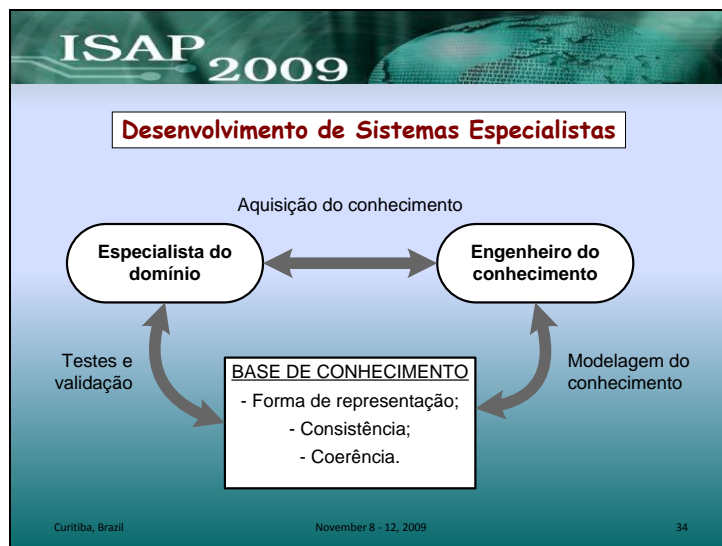 ISAP 2009
Desenvolvimento de Sistemas Especialistas
Aquisição do conhecimento
Especialista do
domínio
Engenheiro do
conhecimento
Testes e
validação
BASE DE CONHECIMENTO
- Forma de representação;
- Consistência;
- Coerência.
Modelagem do
conhecimento
Curitiba, Brazil
November 8 - 12, 2009
34